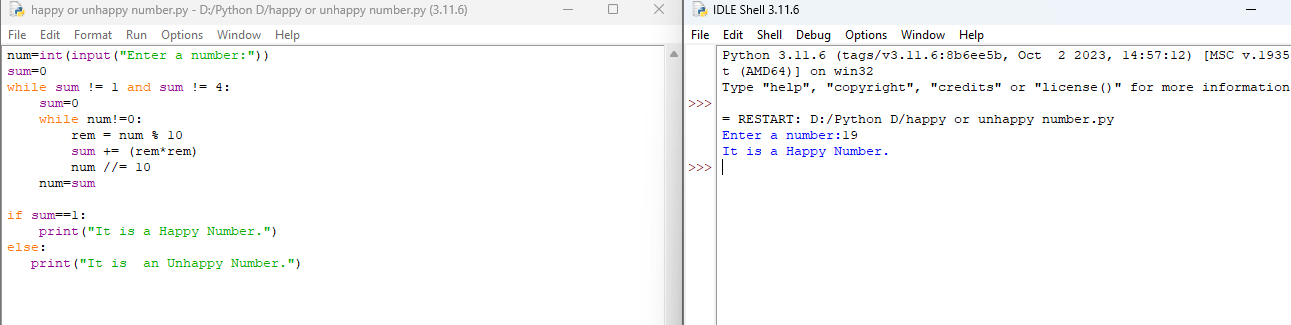 happy or unhappy number.py - D:/Python D/happy or unhappy number.py (3.11.6)
File Edit Format Run Options Window Help
num=int(input("Enter a number:"))
sum=0
while sum != 1 and sum != 4:
    sum=0
    while num!=0:
        rem = num % 10
        sum += (rem*rem)
        num //= 10
    num=sum
if sum==1:
    print("It is a Happy Number.")
else:
   print("It is  an Unhappy Number.")
IDLE Shell 3.11.6
File Edit Shell Debug Options Window Help
Python 3.11.6 (tags/v3.11.6:8b6ee5b, Oct  2 2023, 14:57:12) [MSC v.1935
t (AMD64)] on win32
Type "help", "copyright", "credits" or "license()" for more information
>>>
= RESTART: D:/Python D/happy or unhappy number.py
Enter a number:19
It is a Happy Number.
>>>